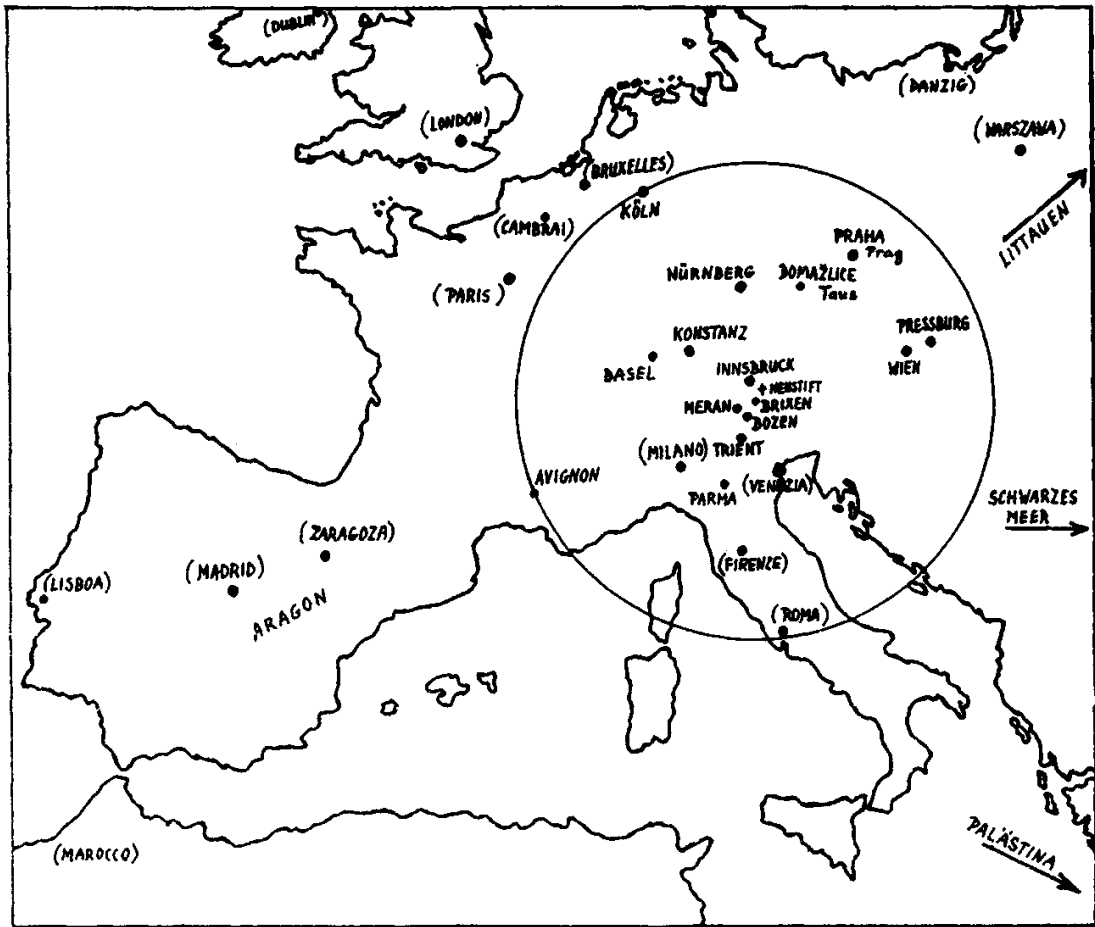 (DUBLIN)
(LONDON)
(DANZIG)
(WARSZAWA)
(BRUXELLES)
KÖLN
(CAMBRAI)
LITTAUEN
PRAHA
Prag
NÜRNBERG
DOMAŽLICE
Taus
(PARIS)
KONSTANZ
PRESSBURG
BASEL
WIEN
INNSBRUCK
+ NEUSTIFT
MERAN
BRIXEN
BOZEN
(MILANO)
TRIENT
AVIGNON
PARMA
(VENEZIA)
SCHWARZES
MEER
(ZARAGOZA)
(FIRENZE)
(MADRID)
(LISBOA)
ARAGON
(ROMA)
PALÄSTINA
(MAROCCO)